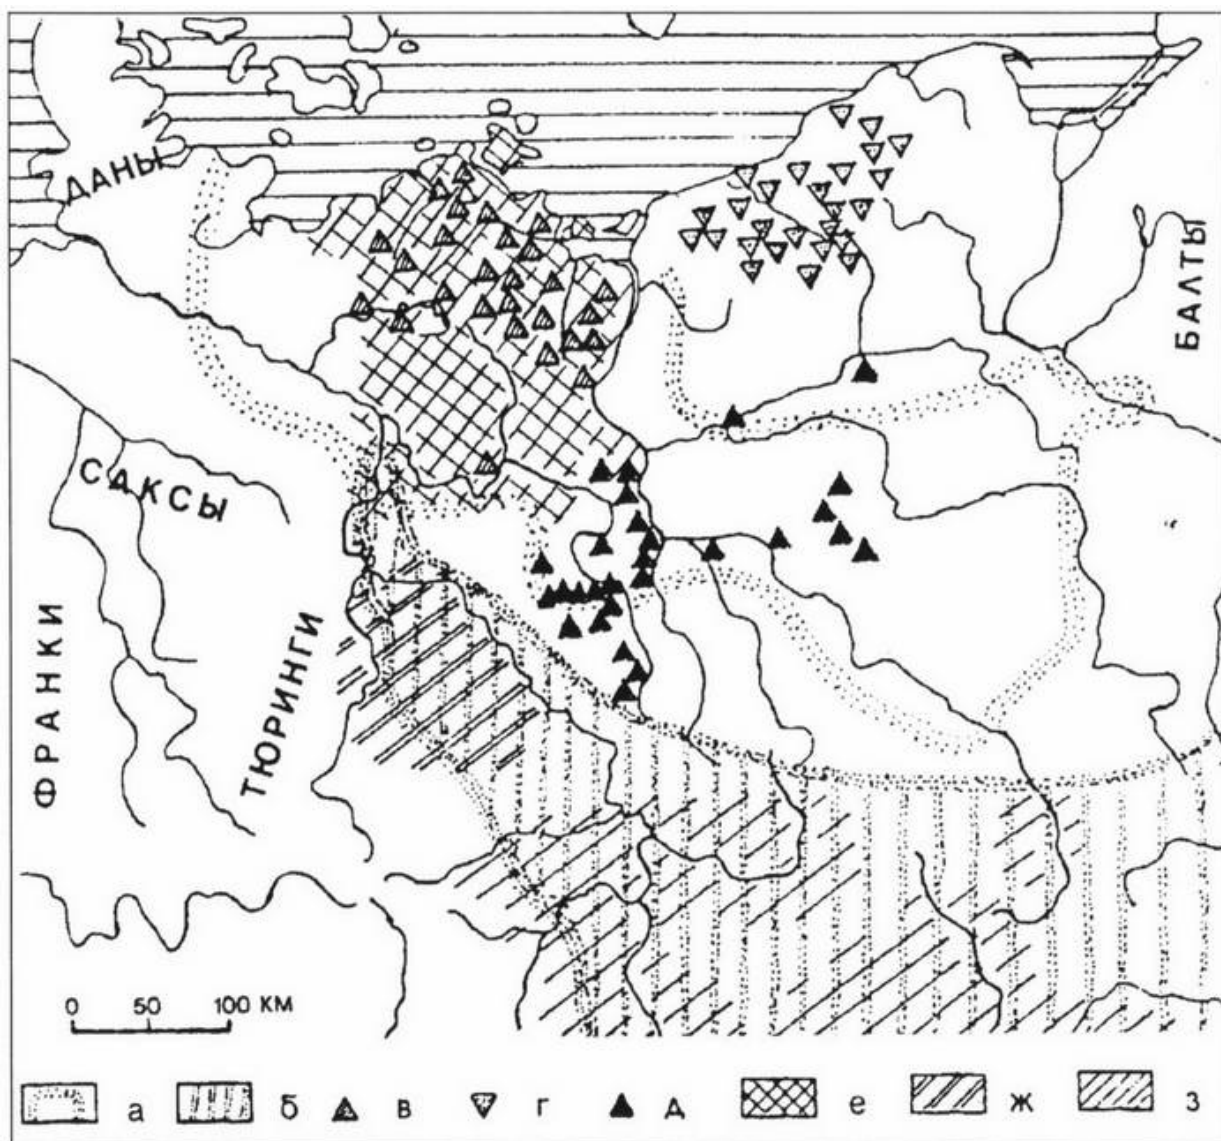 ДАНЫ
БАЛТЫ
САКСЫ
ФРАНКИ
ТЮРИНГИ
0 50 100 КМ
а б в г д е ж з